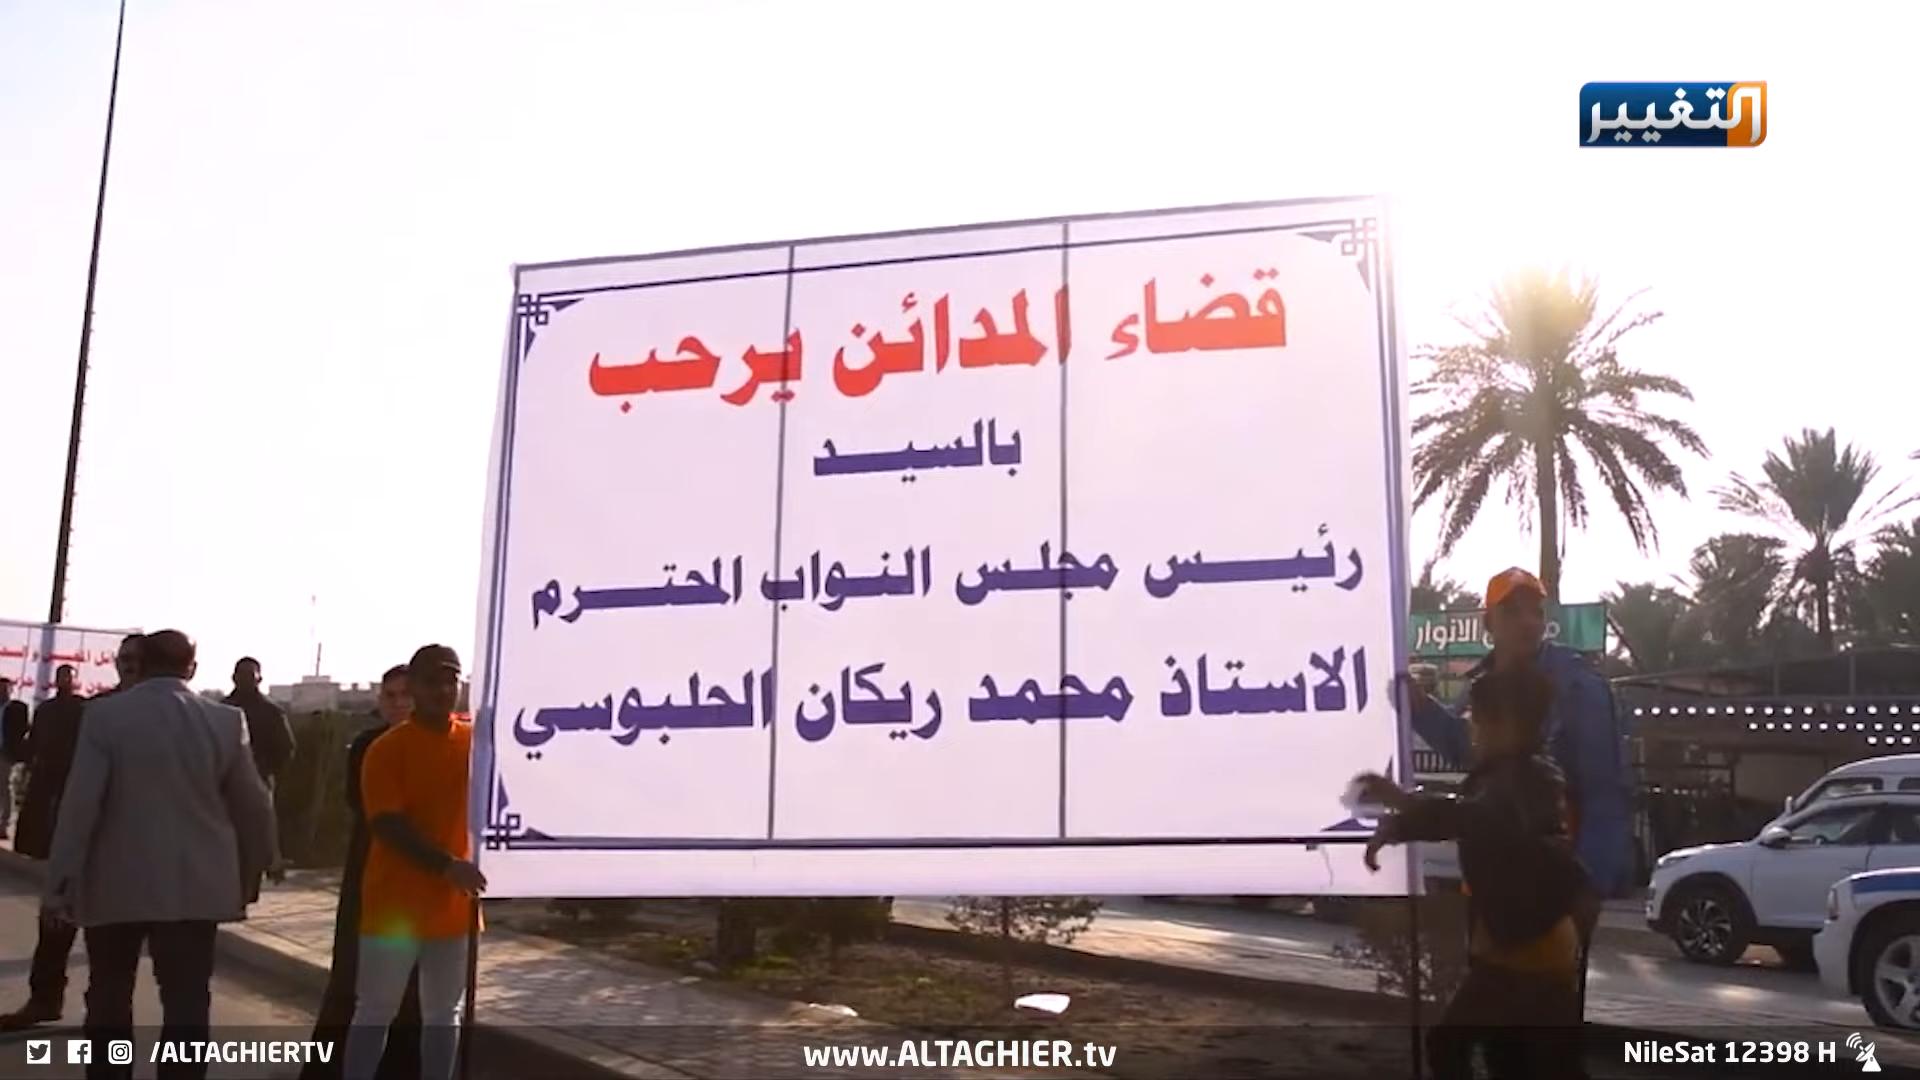 التغيير
قضاء المدائن يرحب
بالسيد
رئيس مجلس النواب المحترم
الاستاذ محمد ريكان الحلبوسي
الانوار
/ALTAGHIERTV
www.ALTAGHIER.tv
NileSat 12398 H